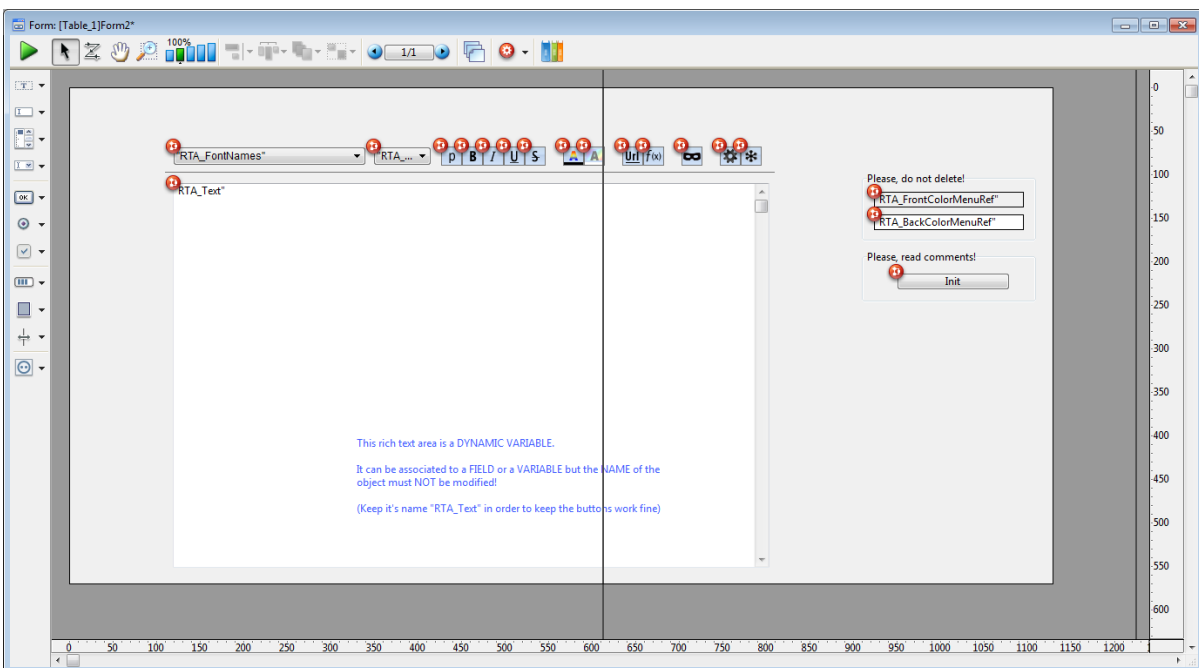 Form: [Table_1]Form2*
100%
1/1
T
I
I
OK
"RTA_FontNames"
"RTA_...
p B I U S A A Url f(x)
RTA_Text"
Please, do not delete!
RTA_FrontColorMenuRef"
RTA_BackColorMenuRef"
Please, read comments!
Init
This rich text area is a DYNAMIC VARIABLE.
It can be associated to a FIELD or a VARIABLE but the NAME of the
object must NOT be modified!
(Keep it's name "RTA_Text" in order to keep the buttons work fine)
0
50
100
150
200
250
300
350
400
450
500
550
600
0 50 100 150 200 250 300 350 400 450 500 550 600 650 700 750 800 850 900 950 1000 1050 1100 1150 1200 1